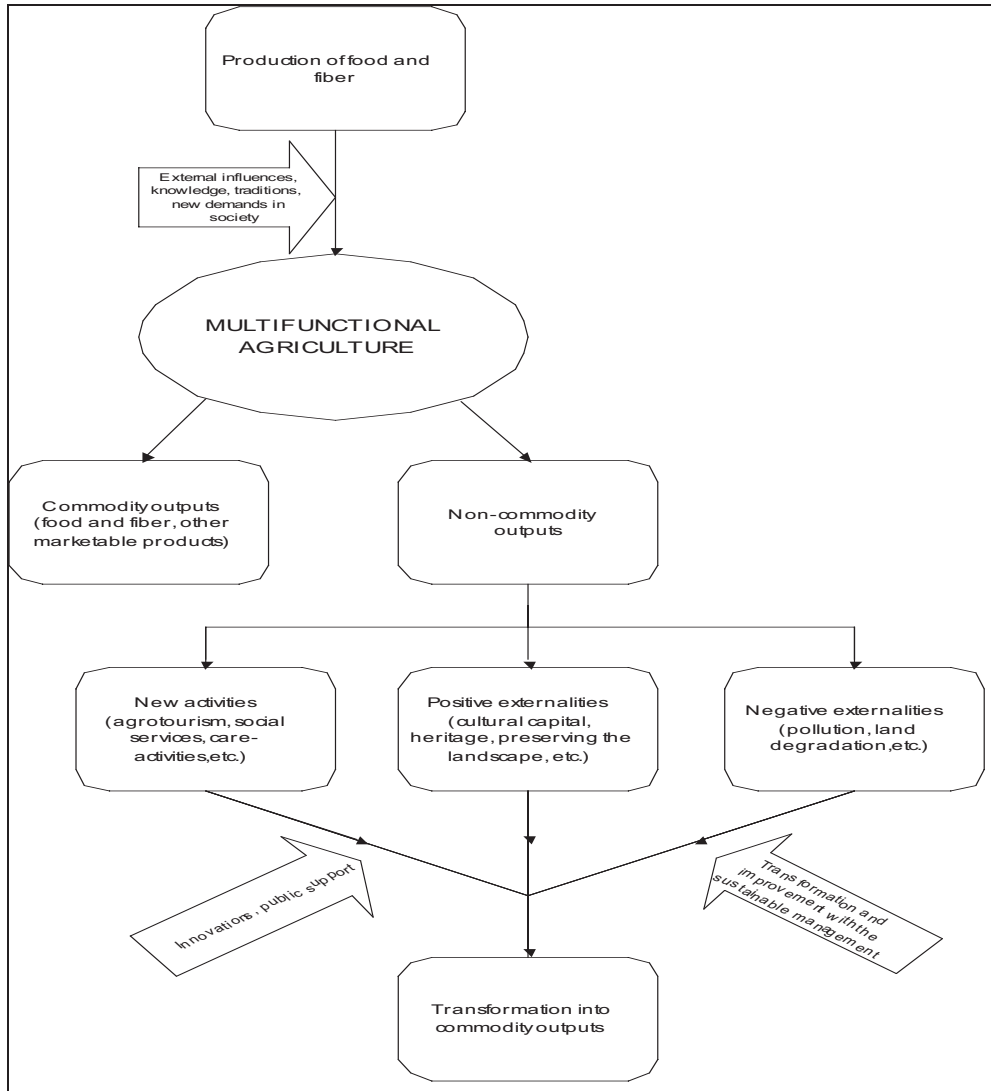 Production of food and
fiber
External influences,
knowledge, traditions,
new demands in
society
MULTIFUNCTIONAL
AGRICULTURE
Commodity outputs
(food and fiber, other
marketable products)
Non-commodity
outputs
New activities
(agrotourism, social
services, care-
activities,etc.)
Positive externalities
(cultural capital,
heritage, preserving the
landscape, etc.)
Negative externalities
(pollution, land
degradation,etc.)
Innovations, public support
Transformation and
improvement with the
sustainable management
Transformation into
commodity outputs